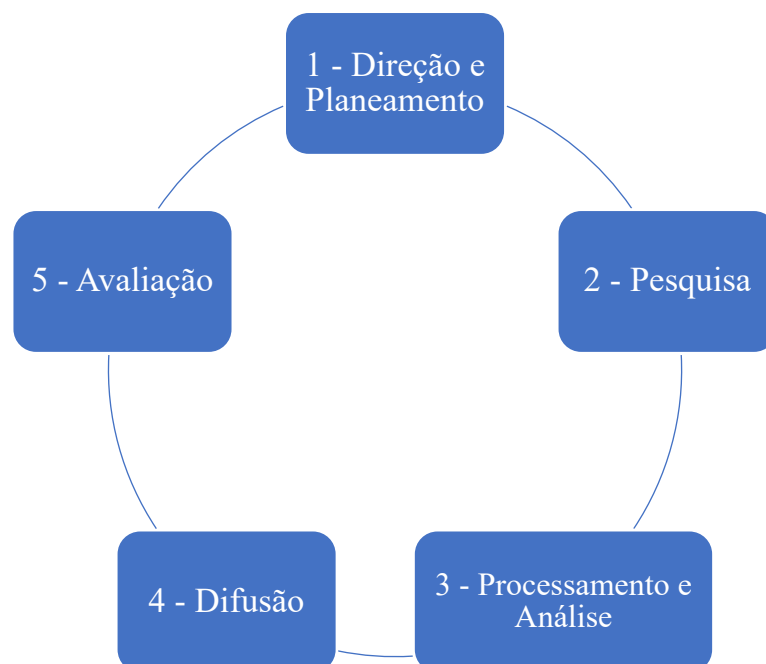 1 - Direção e
Planeamento
2 - Pesquisa
3 - Processamento e
Análise
4 - Difusão
5 - Avaliação